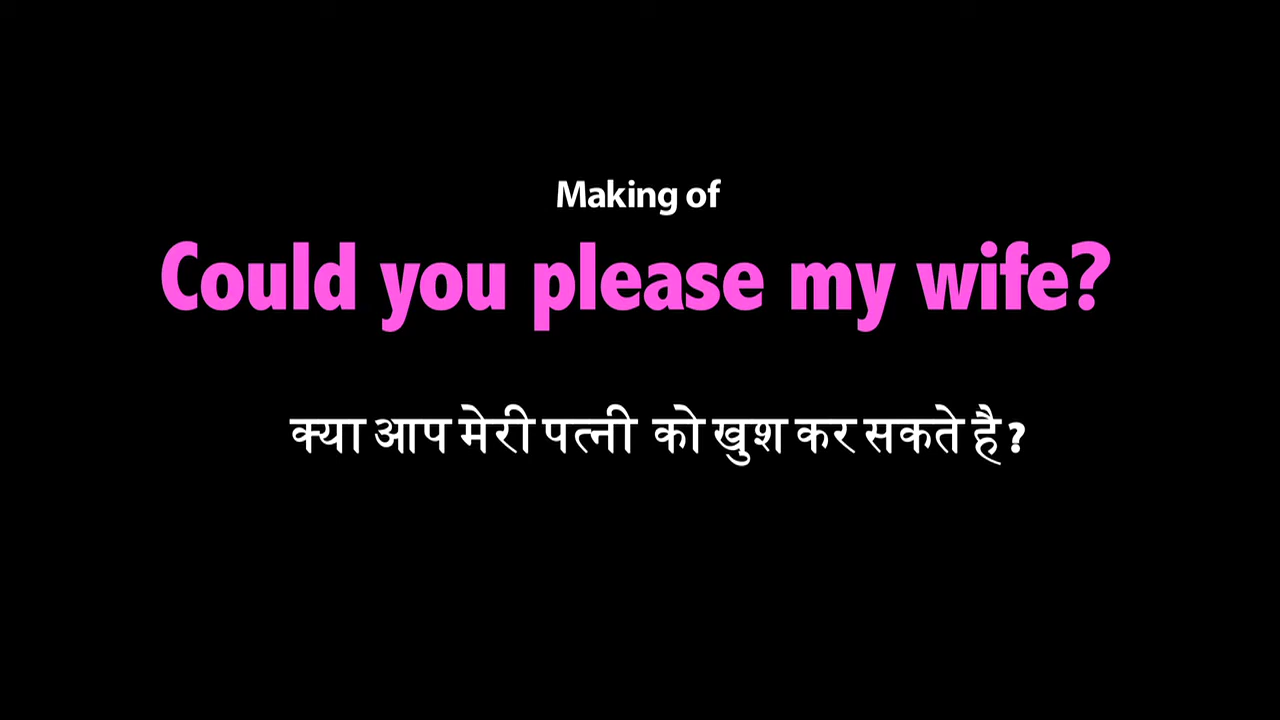 Making of
Could you please my wife?
क्या आप मेरी पत्नी को खुश कर सकते है?